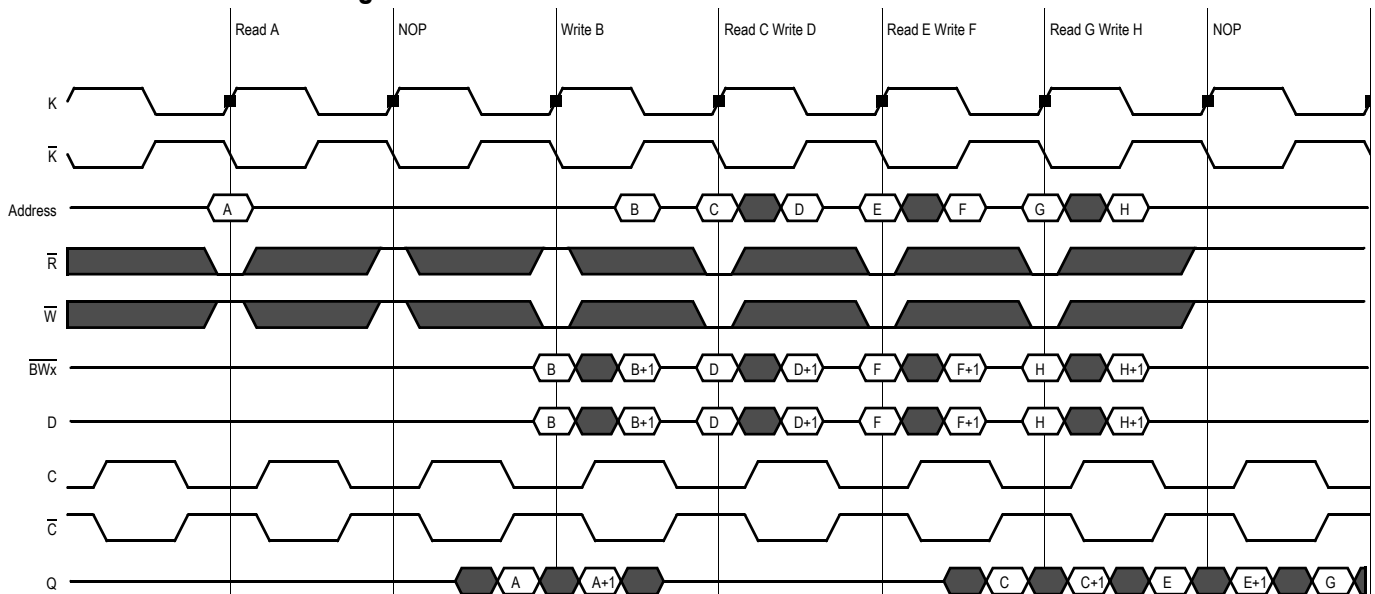 Read A NOP Write B Read C Write D Read E Write F Read G Write H NOP
K
K̅
Address A B C D E F G H
R̅
W̅
B̅W̅x̅ B B+1 D D+1 F F+1 H H+1
D B B+1 D D+1 F F+1 H H+1
C
C̅
Q A A+1 C C+1 E E+1 G